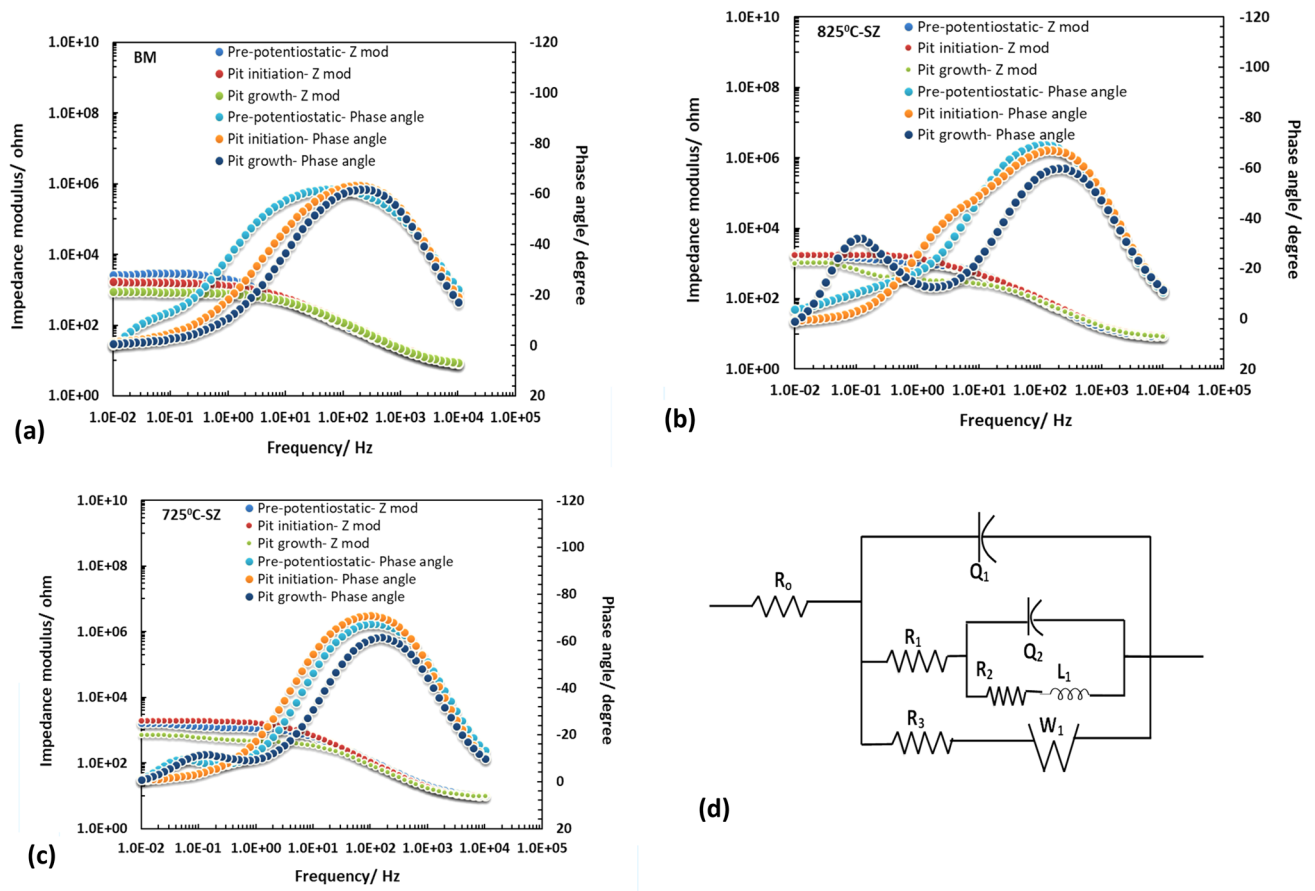 BM
Pre-potentiostatic- Z mod
Pit initiation- Z mod
Pit growth- Z mod
Pre-potentiostatic- Phase angle
Pit initiation- Phase angle
Pit growth- Phase angle
Impedance modulus/ ohm
1.0E+10
1.0E+08
1.0E+06
1.0E+04
1.0E+02
1.0E+00
-120
-100
-80
-60
-40
-20
0
20
Phase angle/ degree
1.0E-02 1.0E-01 1.0E+00 1.0E+01 1.0E+02 1.0E+03 1.0E+04 1.0E+05
Frequency/ Hz
(a)
825⁰C-SZ
Pre-potentiostatic- Z mod
Pit initiation- Z mod
Pit growth- Z mod
Pre-potentiostatic- Phase angle
Pit initiation- Phase angle
Pit growth- Phase angle
Impedance modulus/ ohm
1.0E+10
1.0E+08
1.0E+06
1.0E+04
1.0E+02
1.0E+00
-120
-100
-80
-60
-40
-20
0
20
Phase angle/ degree
1.0E-02 1.0E-01 1.0E+00 1.0E+01 1.0E+02 1.0E+03 1.0E+04 1.0E+05
Frequency/ Hz
(b)
725⁰C-SZ
Pre-potentiostatic- Z mod
Pit initiation- Z mod
Pit growth- Z mod
Pre-potentiostatic- Phase angle
Pit initiation- Phase angle
Pit growth- Phase angle
Impedance modulus/ ohm
1.0E+10
1.0E+08
1.0E+06
1.0E+04
1.0E+02
1.0E+00
-120
-100
-80
-60
-40
-20
0
20
Phase angle/ degree
1.0E-02 1.0E-01 1.0E+00 1.0E+01 1.0E+02 1.0E+03 1.0E+04 1.0E+05
Frequency/ Hz
(c)
Q₁
Rₒ
Q₂
R₁
R₂
L₁
R₃
W₁
(d)